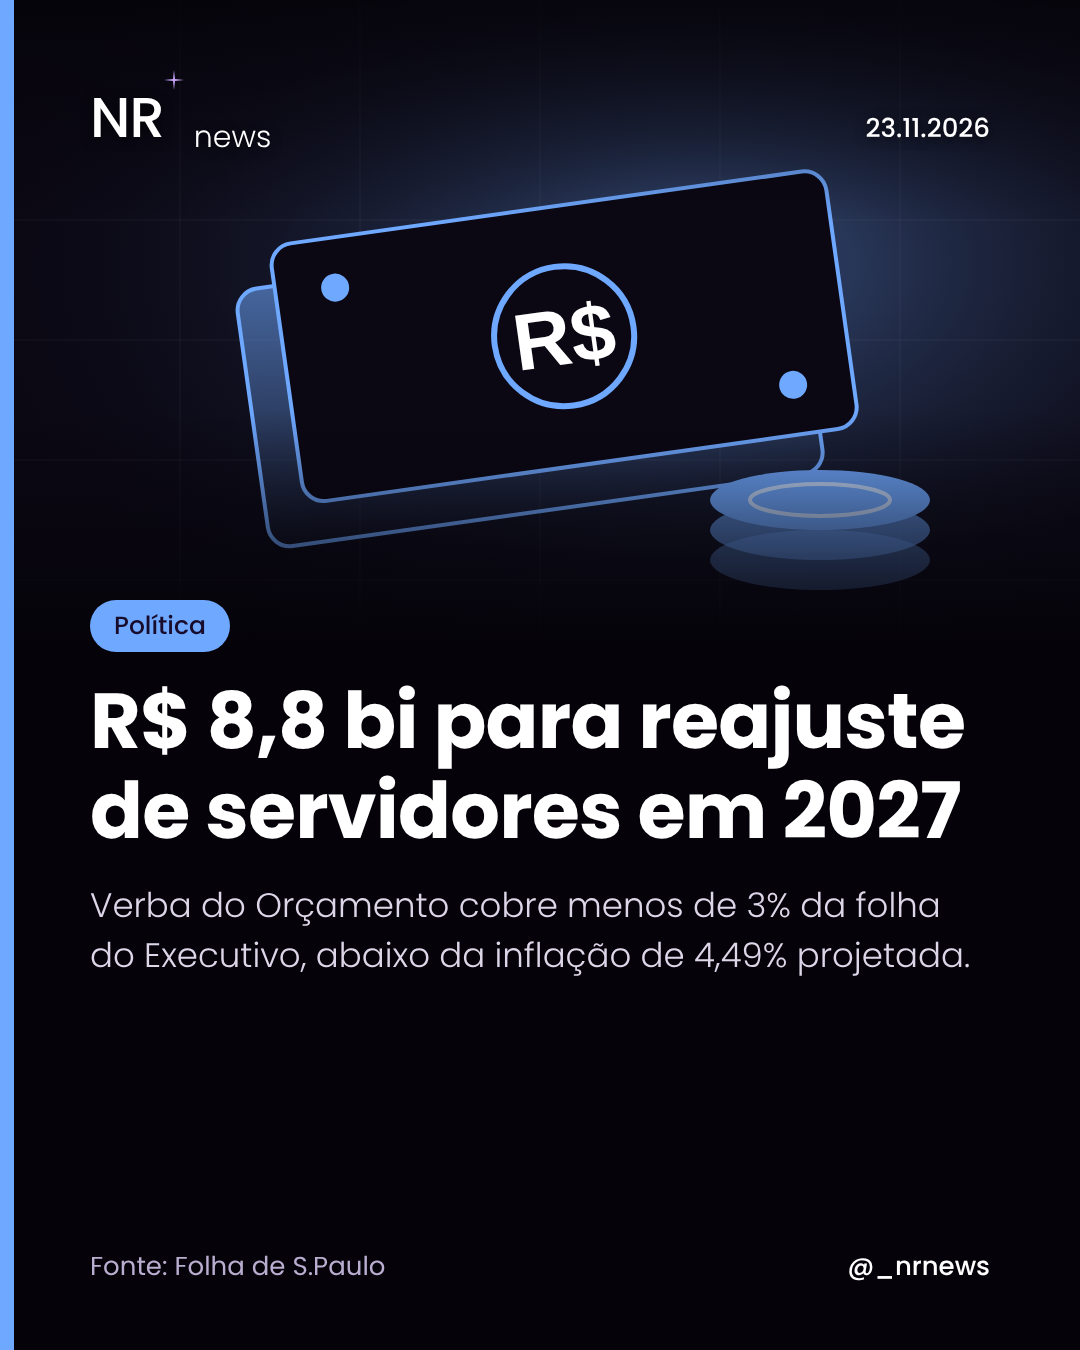 NR
news
23.11.2026
R$
Política
R$ 8,8 bi para reajuste
de servidores em 2027
Verba do Orçamento cobre menos de 3% da folha
do Executivo, abaixo da inflação de 4,49% projetada.
Fonte: Folha de S.Paulo
@_nrnews